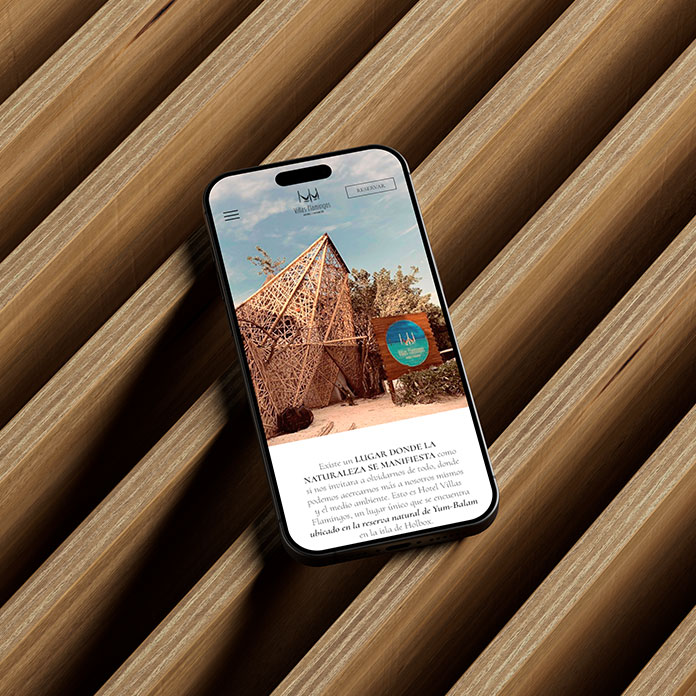 Villas Flamingos
RESERVAR
Villas Flamingos
Existe un LUGAR DONDE LA
NATURALEZA SE MANIFIESTA como
si nos invitara a olvidarnos de todo, donde
podemos acercarnos más a nosotros mismos
y el medio ambiente. Esto es Hotel Villas
Flamingos, un lugar único que se encuentra
ubicado en la reserva natural de Yum-Balam
en la isla de Holbox.